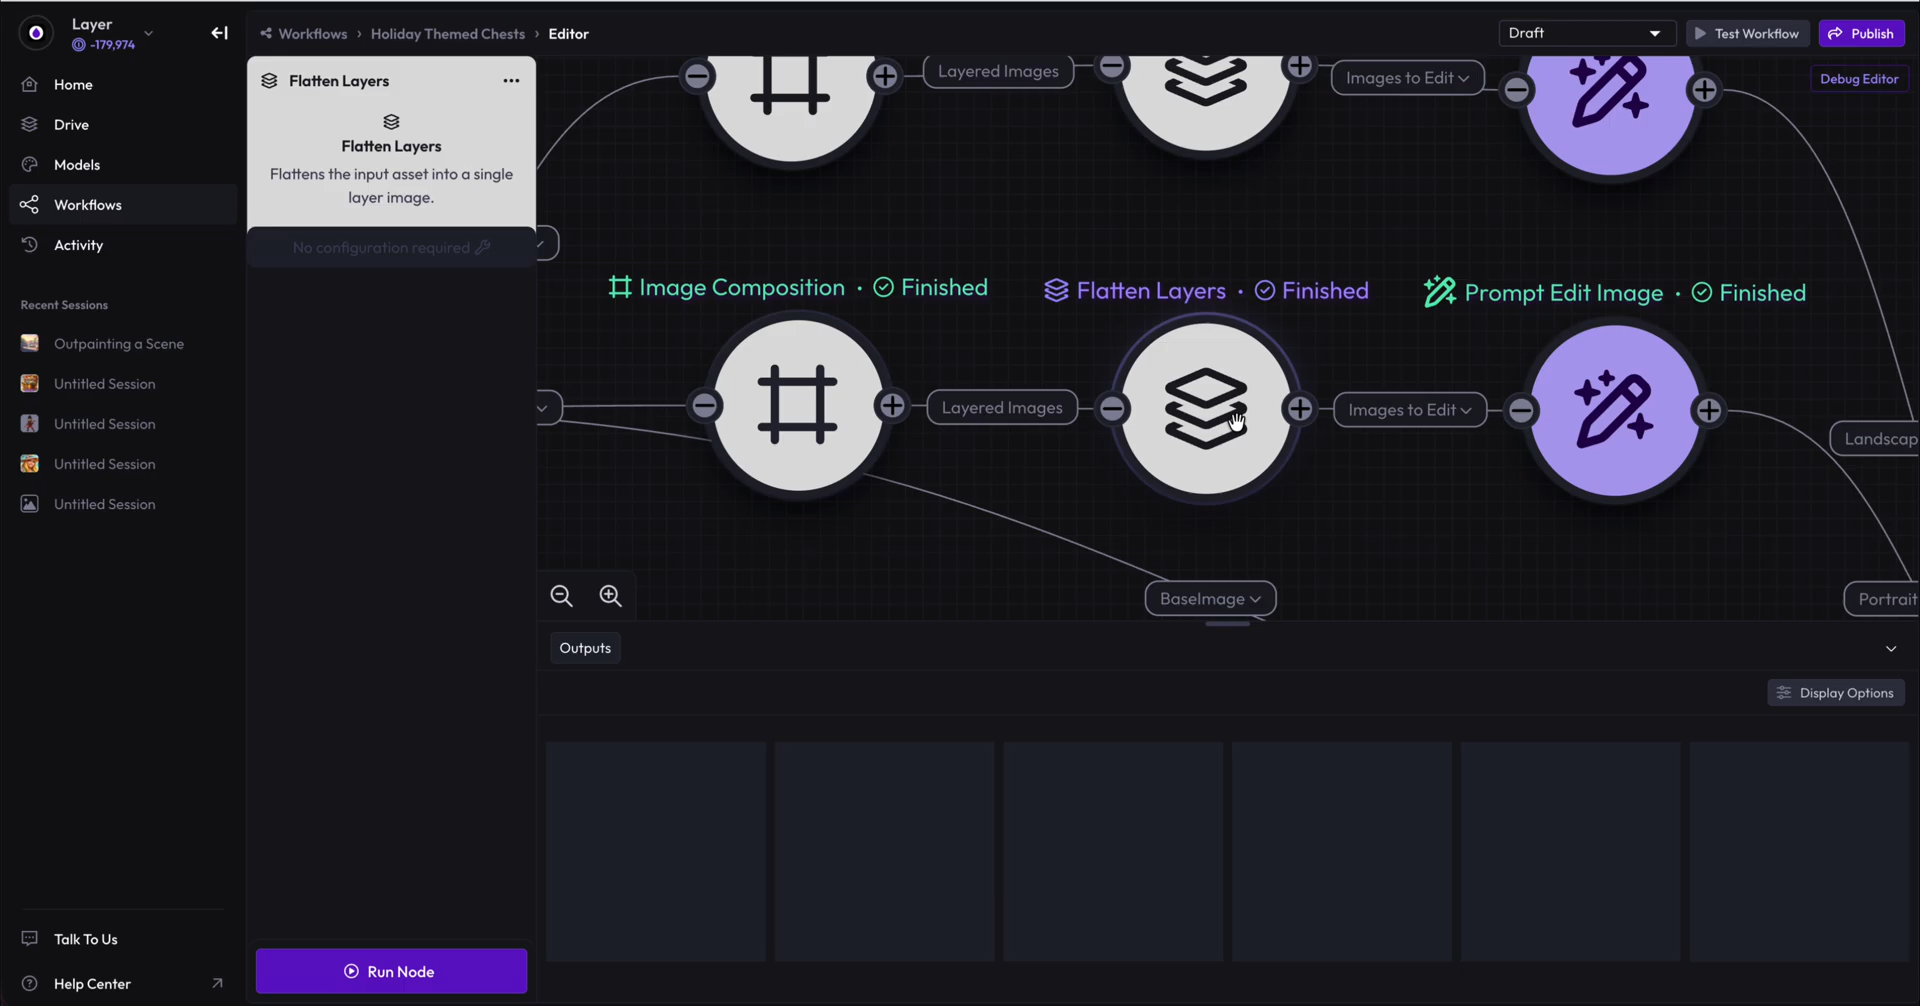 Layer
-179,974
Home
Drive
Models
Workflows
Activity
Recent Sessions
Outpainting a Scene
Untitled Session
Untitled Session
Untitled Session
Untitled Session
Talk To Us
Help Center
Workflows › Holiday Themed Chests › Editor
Draft
Test Workflow
Publish
Debug Editor
Flatten Layers
Flatten Layers
Flattens the input asset into a single
layer image.
No configuration required
Run Node
Layered Images
Images to Edit
Image Composition · Finished
Flatten Layers · Finished
Prompt Edit Image · Finished
Layered Images
Images to Edit
Landscap
BaseImage
Portrait
Outputs
Display Options